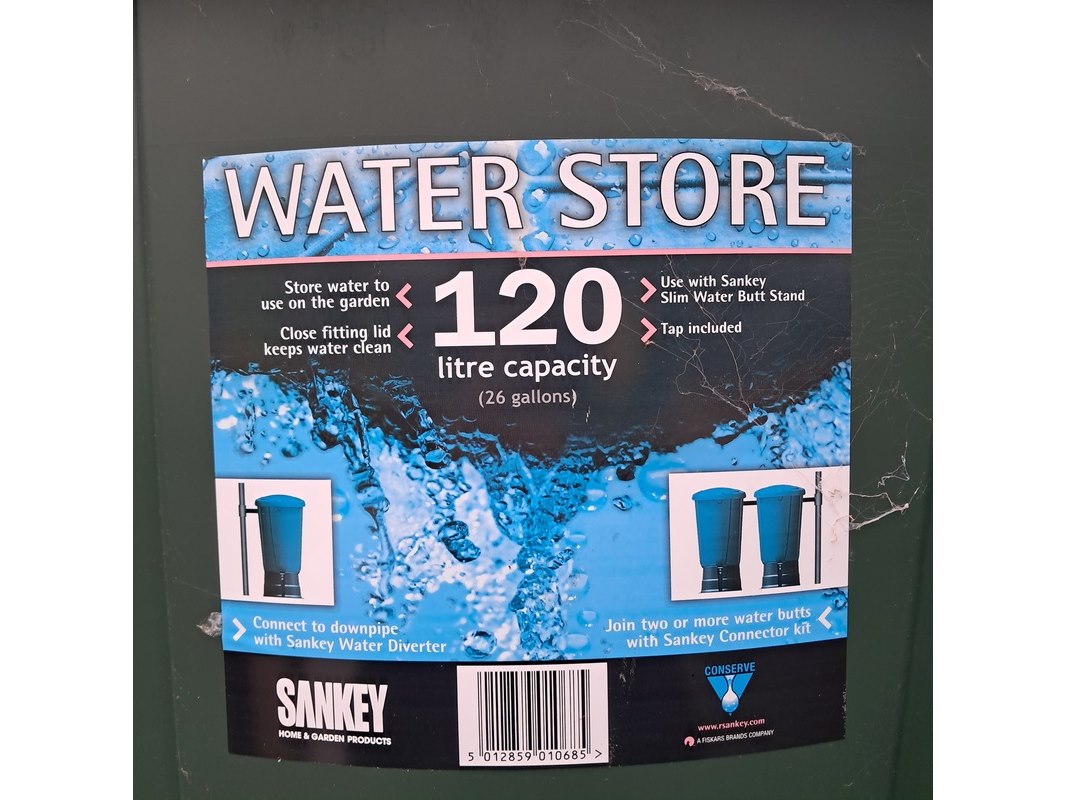 WATER STORE
Store water to
use on the garden
Close fitting lid
keeps water clean
120
litre capacity
(26 gallons)
Use with Sankey
Slim Water Butt Stand
Tap included
Connect to downpipe
with Sankey Water Diverter
Join two or more water butts
with Sankey Connector kit
SANKEY
HOME & GARDEN PRODUCTS
5 012859 010685 >
CONSERVE
www.rsankey.com
A FISKARS BRANDS COMPANY